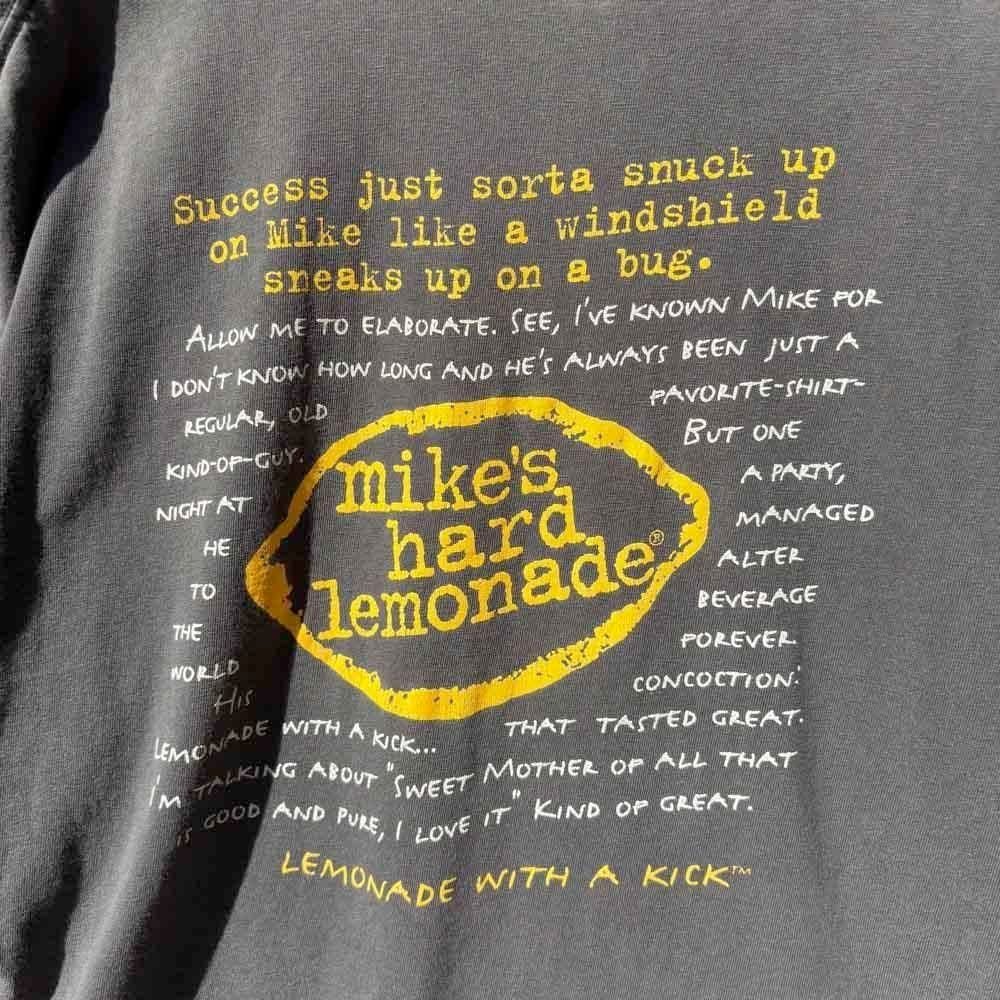 Success just sorta snuck up
on Mike like a windshield
sneaks up on a bug.
ALLOW ME TO ELABORATE. SEE, I'VE KNOWN MIKE FOR
I DON'T KNOW HOW LONG AND HE'S ALWAYS BEEN JUST A
REGULAR, OLD FAVORITE-SHIRT-
KIND-OF-GUY. BUT ONE
NIGHT AT A PARTY,
HE MANAGED
TO ALTER
THE BEVERAGE
WORLD FOREVER
HIS CONCOCTION:
LEMONADE WITH A KICK... THAT TASTED GREAT.
I'M TALKING ABOUT "SWEET MOTHER OF ALL THAT
IS GOOD AND PURE, I LOVE IT" KIND OF GREAT.
mike's
hard
lemonade®
LEMONADE WITH A KICK™